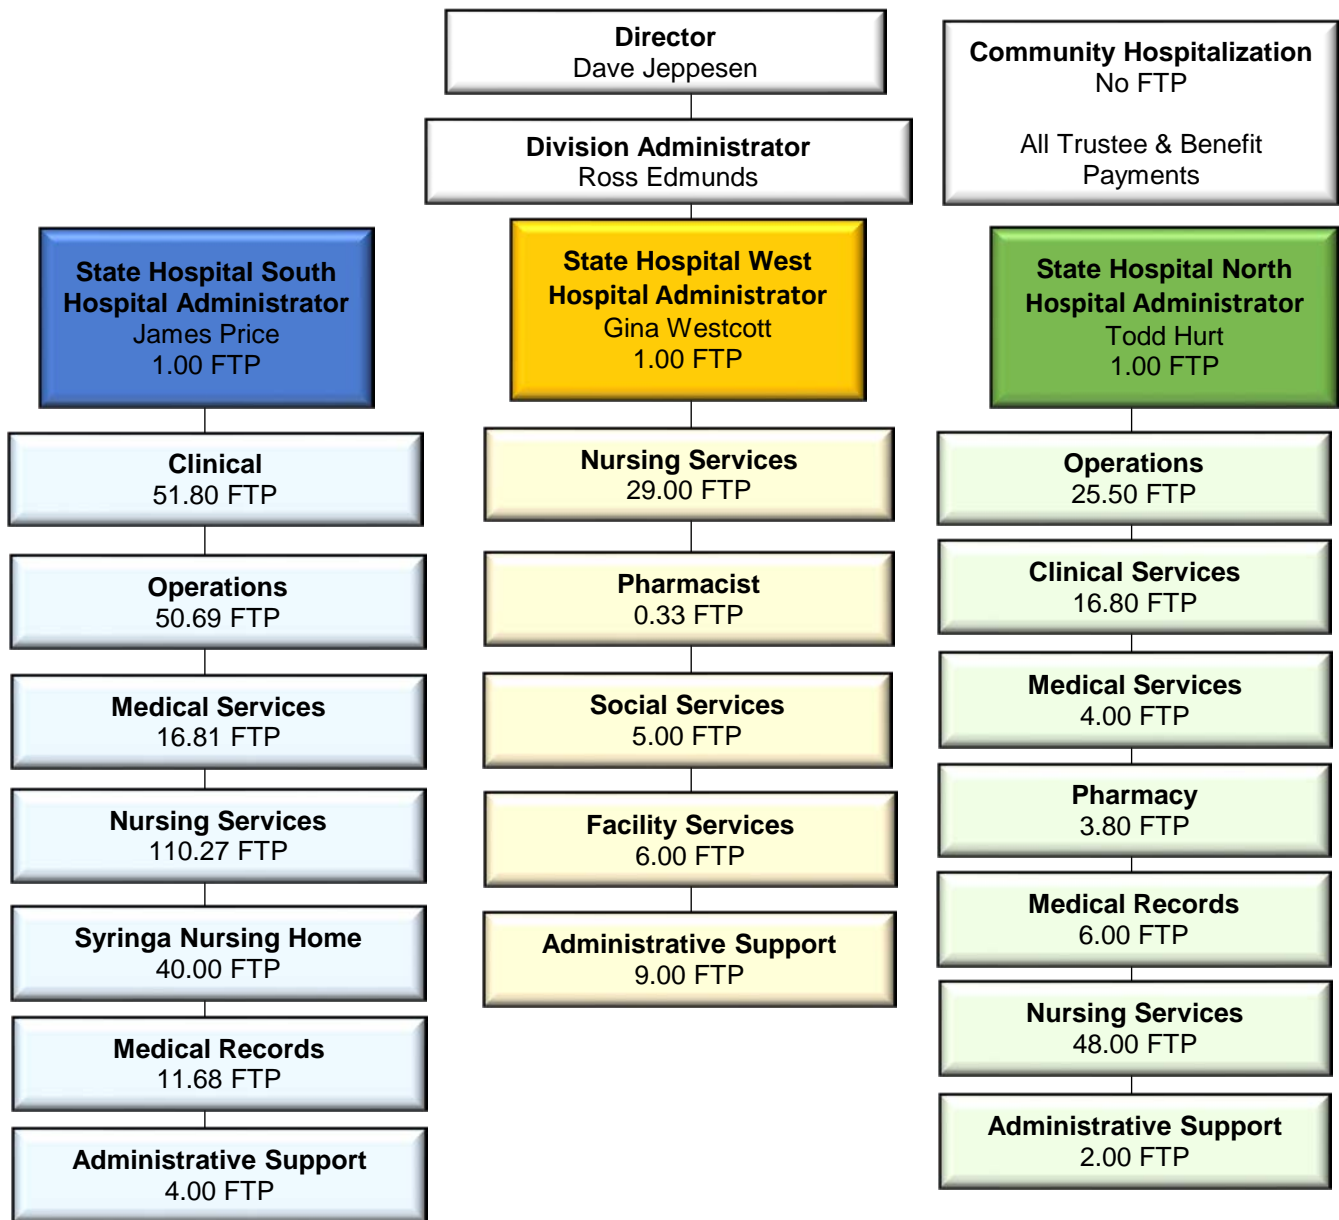 Director
Dave Jeppesen
Community Hospitalization
No FTP
All Trustee & Benefit
Payments
Division Administrator
Ross Edmunds
State Hospital South
Hospital Administrator
James Price
1.00 FTP
Clinical
51.80 FTP
Operations
50.69 FTP
Medical Services
16.81 FTP
Nursing Services
110.27 FTP
Syringa Nursing Home
40.00 FTP
Medical Records
11.68 FTP
Administrative Support
4.00 FTP
State Hospital West
Hospital Administrator
Gina Westcott
1.00 FTP
Nursing Services
29.00 FTP
Pharmacist
0.33 FTP
Social Services
5.00 FTP
Facility Services
6.00 FTP
Administrative Support
9.00 FTP
State Hospital North
Hospital Administrator
Todd Hurt
1.00 FTP
Operations
25.50 FTP
Clinical Services
16.80 FTP
Medical Services
4.00 FTP
Pharmacy
3.80 FTP
Medical Records
6.00 FTP
Nursing Services
48.00 FTP
Administrative Support
2.00 FTP